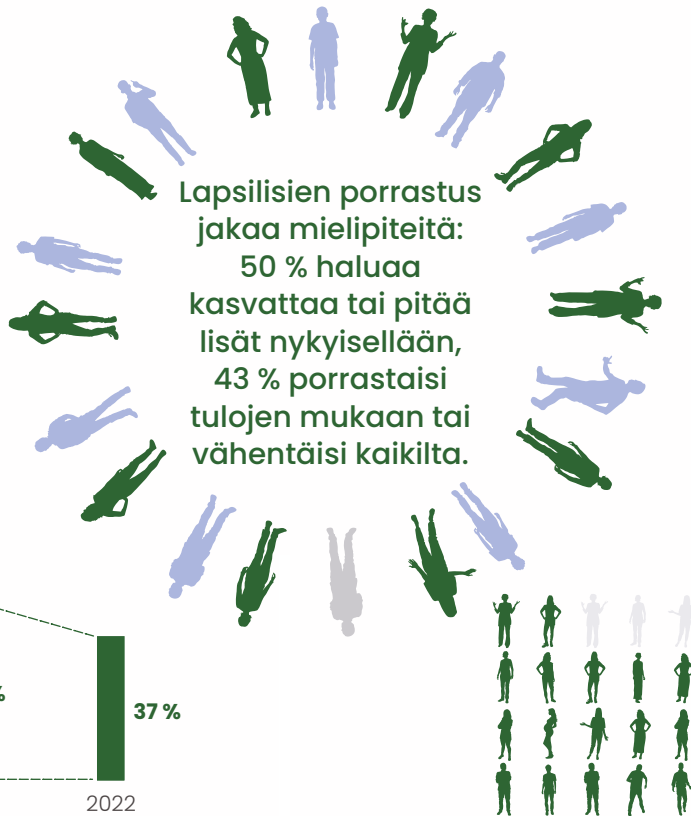 Lapsilisien porrastus
jakaa mielipiteitä:
50 % haluaa
kasvattaa tai pitää
lisät nykyisellään,
43 % porrastaisi
tulojen mukaan tai
vähentäisi kaikilta.
%
37 %
2022